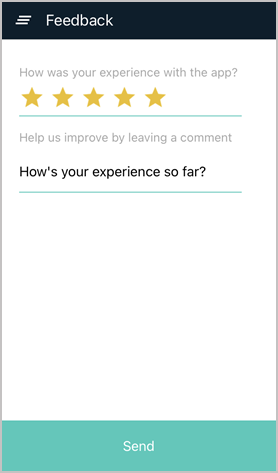 Feedback
How was your experience with the app?
Help us improve by leaving a comment
How's your experience so far?
Send